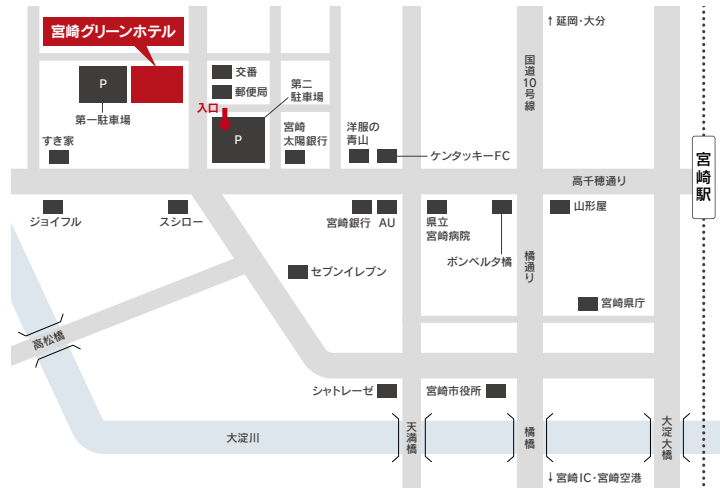 宮崎グリーンホテル
↑延岡・大分
国道10号線
交番
郵便局
第二
駐車場
P
第一駐車場
入口
P
すき家
宮崎
太陽銀行
洋服の
青山
ケンタッキーFC
高千穂通り
宮崎駅
ジョイフル
スシロー
宮崎銀行
AU
県立
宮崎病院
ボンベルタ橘
山形屋
橘通り
セブンイレブン
宮崎県庁
高松橋
シャトレーゼ
宮崎市役所
大淀川
天満橋
橘橋
大淀大橋
↓宮崎IC・宮崎空港